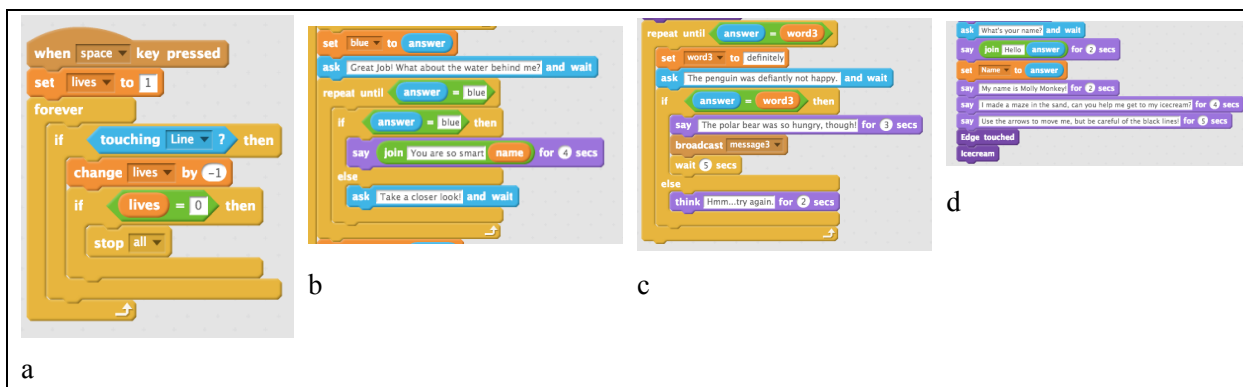 when space key pressed
set lives to 1
forever
if touching Line ? then
change lives by -1
if lives = 0 then
stop all
a
set blue to answer
ask Great Job! What about the water behind me? and wait
repeat until answer = blue
if answer = blue then
say join You are so smart name for 4 secs
else
ask Take a closer look! and wait
b
repeat until answer = word3
set word3 to definitely
ask The penguin was defiantly not happy. and wait
if answer = word3 then
say The polar bear was so hungry, though! for 3 secs
broadcast message3
wait 5 secs
else
think Hmm...try again. for 2 secs
c
ask What's your name? and wait
say join Hello answer for 2 secs
set Name to answer
say My name is Molly Monkey! for 2 secs
say I made a maze in the sand, can you help me get to my icecream? for 4 secs
say Use the arrows to move me, but be careful of the black lines! for 5 secs
Edge touched
Icecream
d